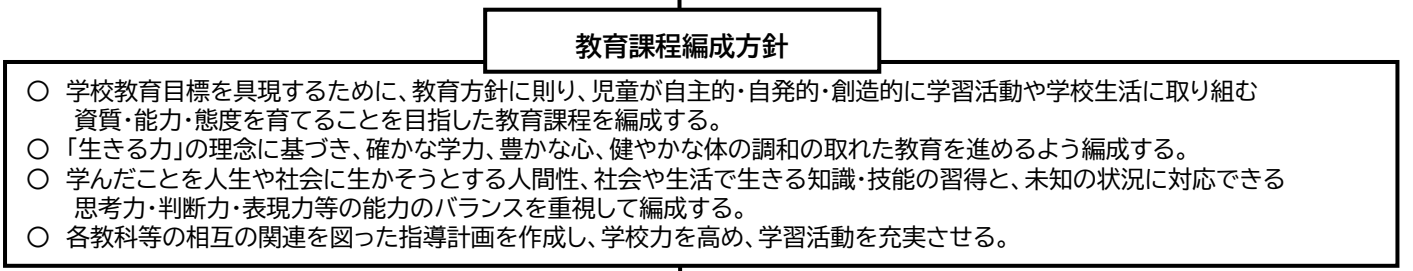 教育課程編成方針
○ 学校教育目標を具現するために、教育方針に則り、児童が自主的・自発的・創造的に学習活動や学校生活に取り組む
資質・能力・態度を育てることを目指した教育課程を編成する。
○ 「生きる力」の理念に基づき、確かな学力、豊かな心、健やかな体の調和の取れた教育を進めるよう編成する。
○ 学んだことを人生や社会に生かそうとする人間性、社会や生活で生きる知識・技能の習得と、未知の状況に対応できる
思考力・判断力・表現力等の能力のバランスを重視して編成する。
○ 各教科等の相互の関連を図った指導計画を作成し、学校力を高め、学習活動を充実させる。